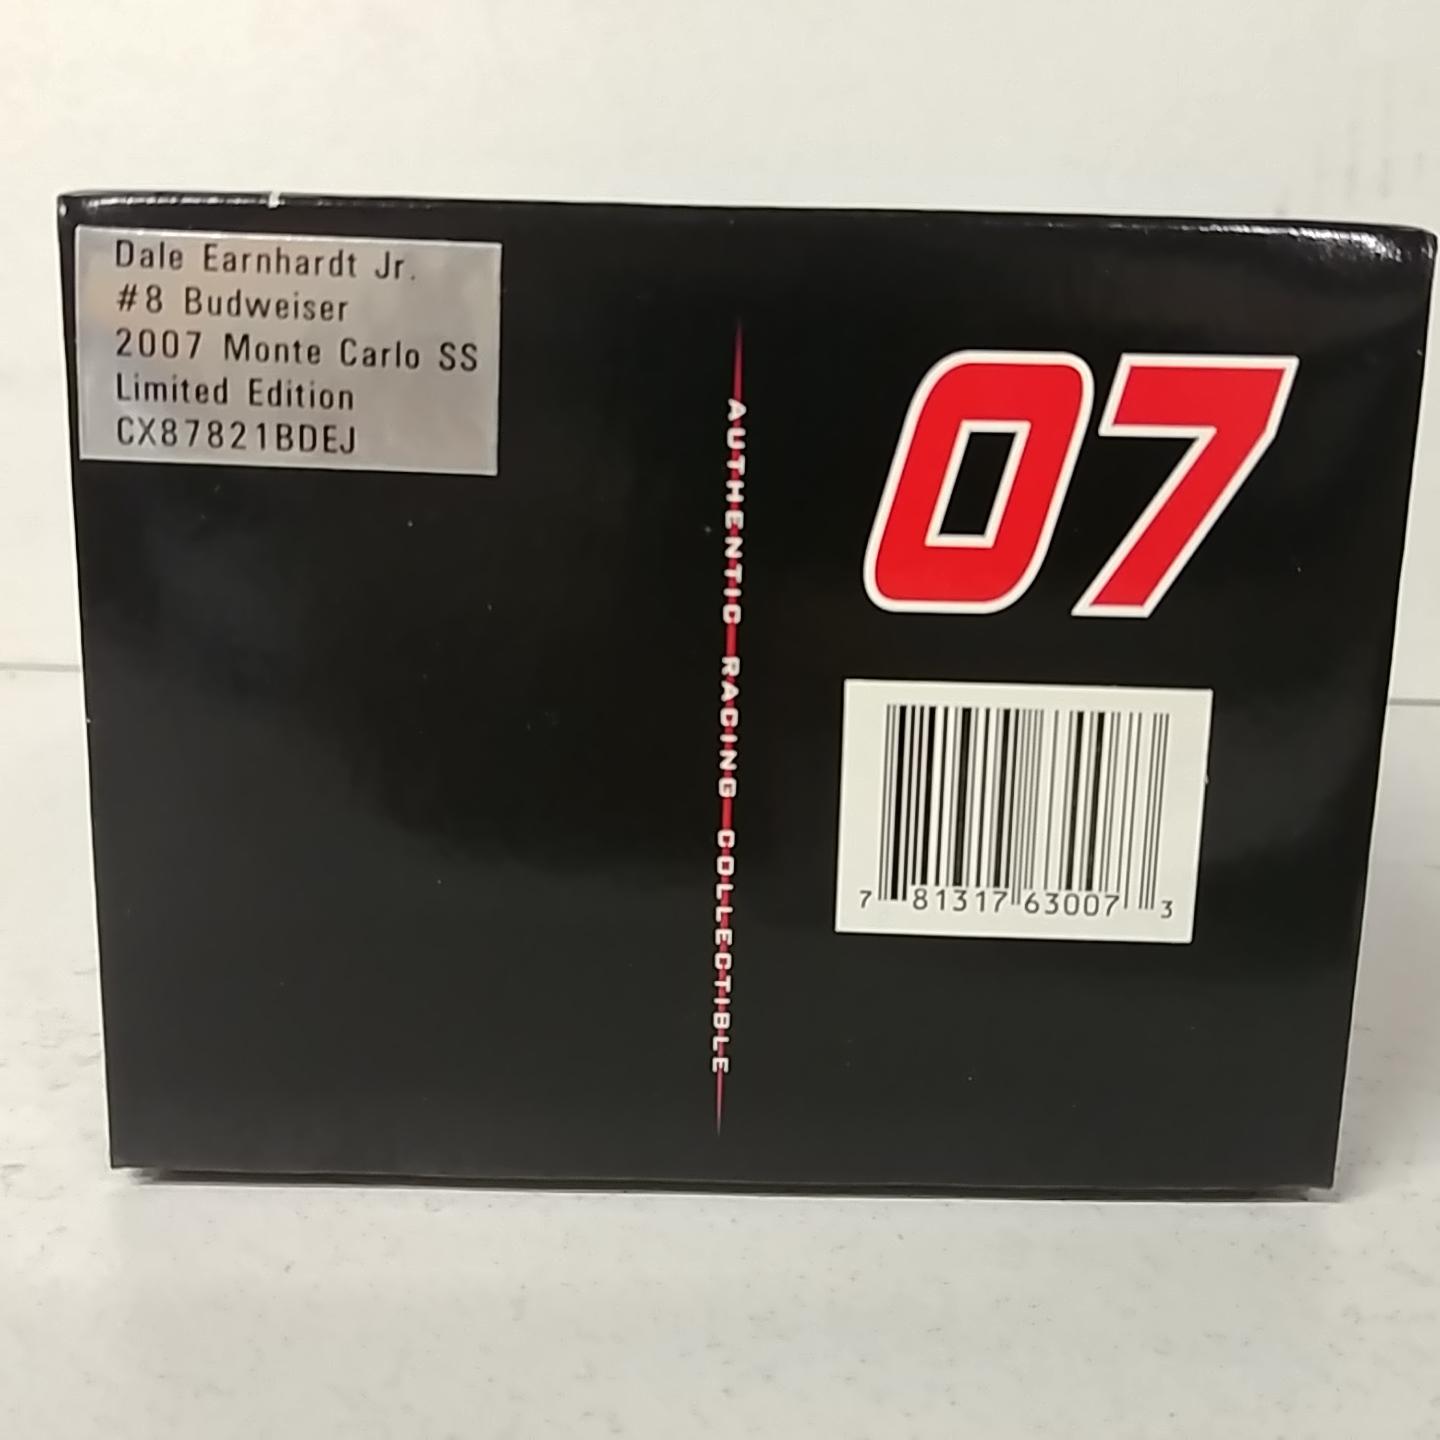 Dale Earnhardt Jr.
#8 Budweiser
2007 Monte Carlo SS
Limited Edition
CX87821BDEJ
AUTHENTIC RACING COLLECTIBLE
07
7 81317 63007 3